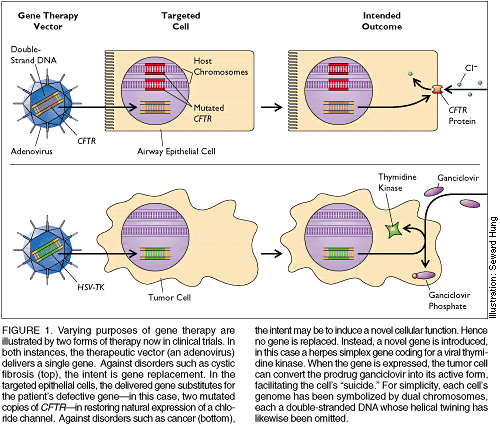 Gene Therapy
Vector
Targeted
Cell
Intended
Outcome
Double-
Strand DNA
Adenovirus
CFTR
Host
Chromosomes
Mutated
CFTR
Airway Epithelial Cell
Cl−
CFTR
Protein
HSV-TK
Tumor Cell
Thymidine
Kinase
Ganciclovir
Ganciclovir
Phosphate
Illustration: Seward Hung
FIGURE 1. Varying purposes of gene therapy are
illustrated by two forms of therapy now in clinical trials. In
both instances, the therapeutic vector (an adenovirus)
delivers a single gene. Against disorders such as cystic
fibrosis (top), the intent is gene replacement. In the
targeted epithelial cells, the delivered gene substitutes for
the patient's defective gene—in this case, two mutated
copies of CFTR—in restoring natural expression of a chlo-
ride channel. Against disorders such as cancer (bottom),
the intent may be to induce a novel cellular function. Hence
no gene is replaced. Instead, a novel gene is introduced,
in this case a herpes simplex gene coding for a viral thymi-
dine kinase. When the gene is expressed, the tumor cell
can convert the prodrug ganciclovir into its active form,
facilitating the cell's "suicide." For simplicity, each cell's
genome has been symbolized by dual chromosomes,
each a double-stranded DNA whose helical twining has
likewise been omitted.